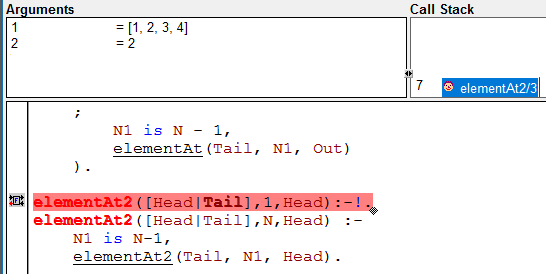 Arguments Call Stack
1 = [1, 2, 3, 4]
2 = 2
7 elementAt2/3
;
N1 is N - 1,
elementAt(Tail, N1, Out)
).
elementAt2([Head|Tail],1,Head):-!.
elementAt2([Head|Tail],N,Head) :-
N1 is N-1,
elementAt2(Tail, N1, Head).